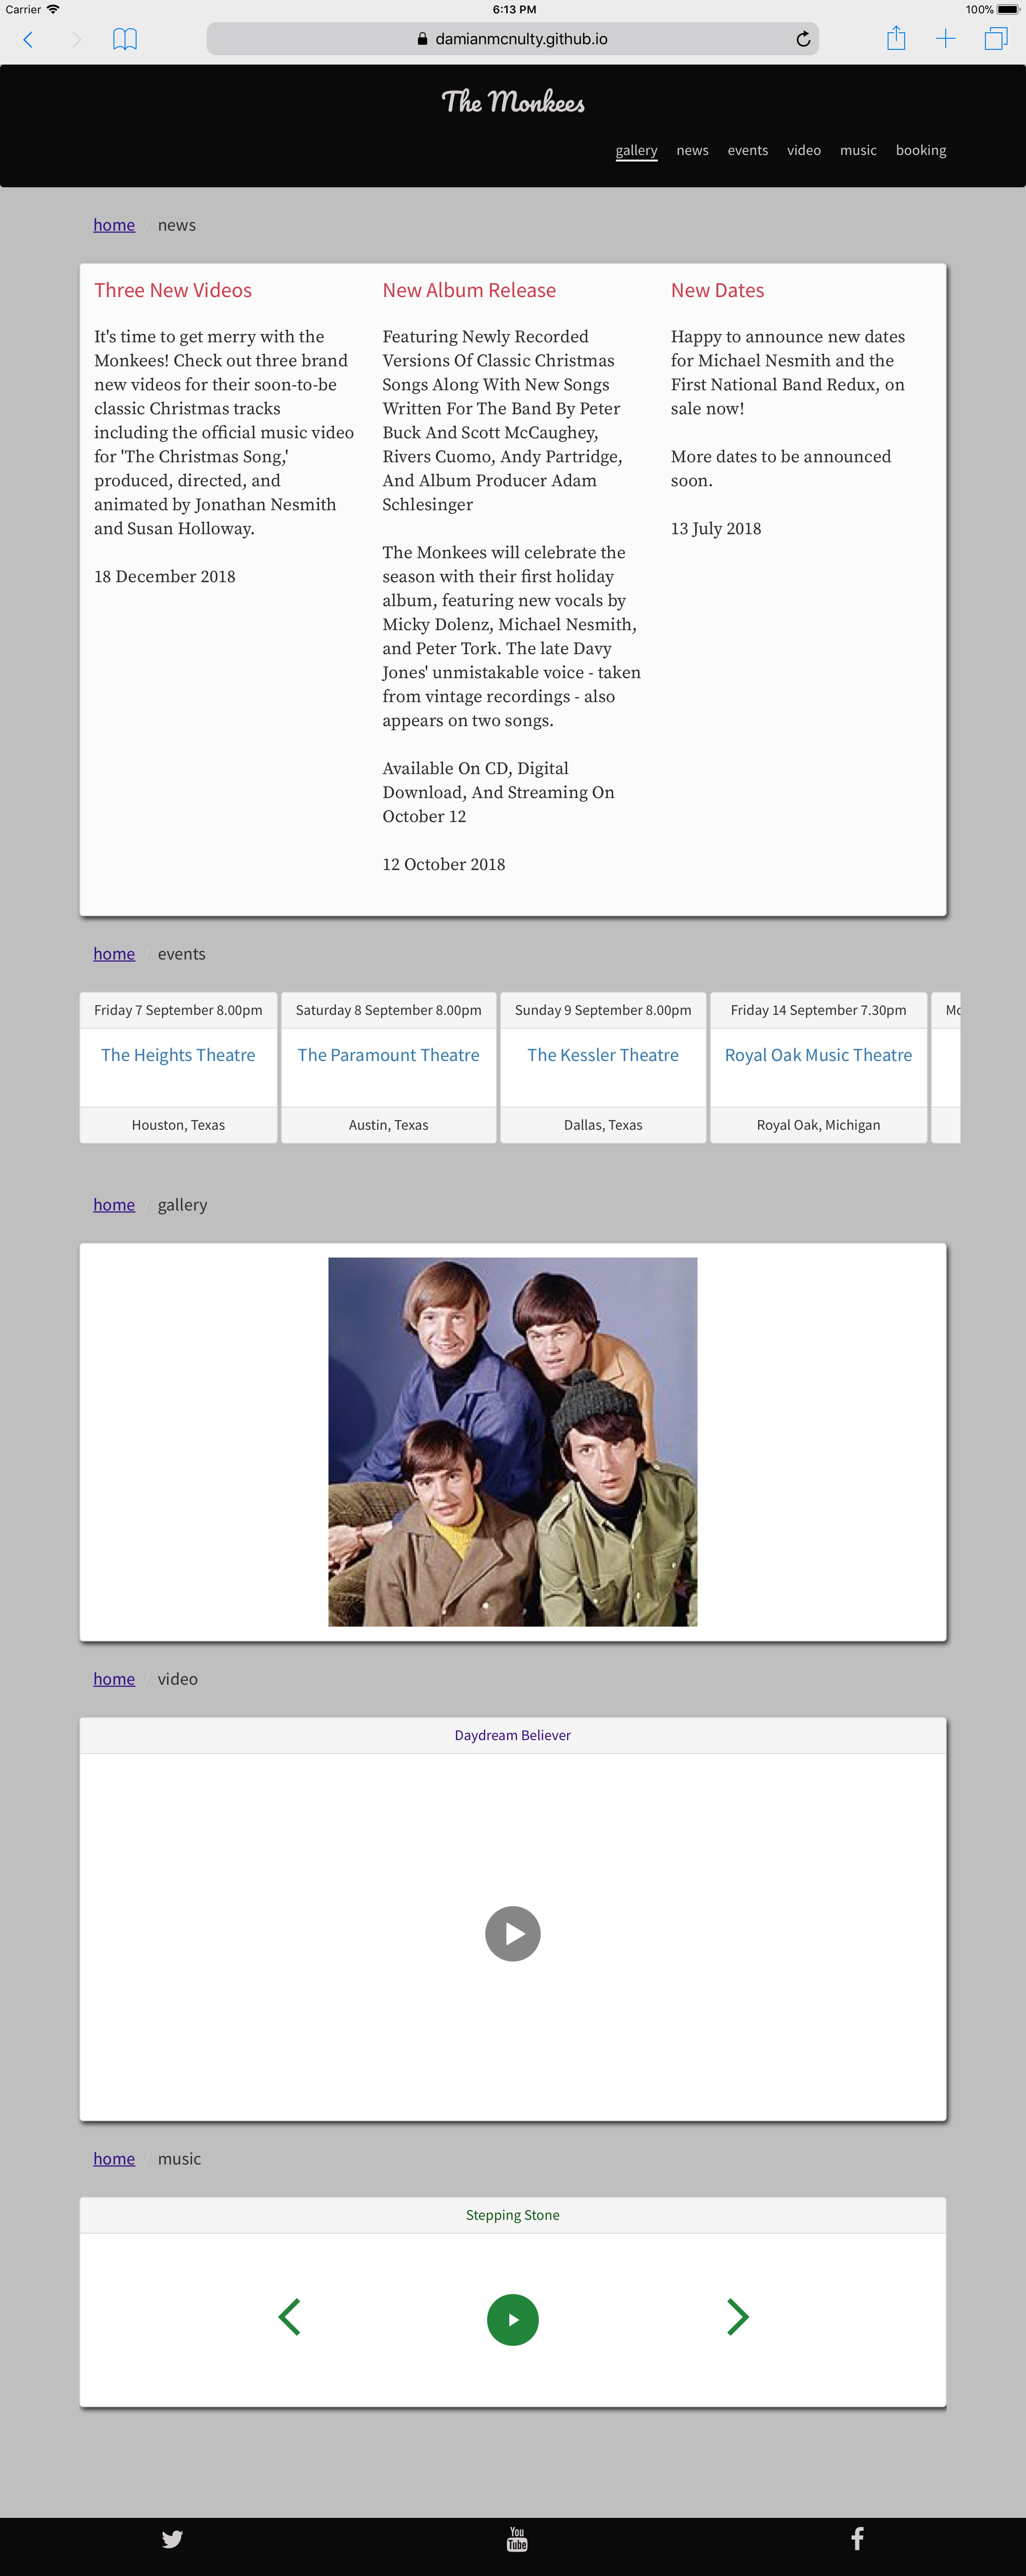 Carrier 6:13 PM 100%
damianmcnulty.github.io
The Monkees
gallery news events video music booking
home / news
Three New Videos
It's time to get merry with the
Monkees! Check out three brand
new videos for their soon-to-be
classic Christmas tracks
including the official music video
for 'The Christmas Song,'
produced, directed, and
animated by Jonathan Nesmith
and Susan Holloway.
18 December 2018
New Album Release
Featuring Newly Recorded
Versions Of Classic Christmas
Songs Along With New Songs
Written For The Band By Peter
Buck And Scott McCaughey,
Rivers Cuomo, Andy Partridge,
And Album Producer Adam
Schlesinger
The Monkees will celebrate the
season with their first holiday
album, featuring new vocals by
Micky Dolenz, Michael Nesmith,
and Peter Tork. The late Davy
Jones' unmistakable voice - taken
from vintage recordings - also
appears on two songs.
Available On CD, Digital
Download, And Streaming On
October 12
12 October 2018
New Dates
Happy to announce new dates
for Michael Nesmith and the
First National Band Redux, on
sale now!
More dates to be announced
soon.
13 July 2018
home / events
Friday 7 September 8.00pm
The Heights Theatre
Houston, Texas
Saturday 8 September 8.00pm
The Paramount Theatre
Austin, Texas
Sunday 9 September 8.00pm
The Kessler Theatre
Dallas, Texas
Friday 14 September 7.30pm
Royal Oak Music Theatre
Royal Oak, Michigan
home / gallery
home / video
Daydream Believer
home / music
Stepping Stone
You
Tube